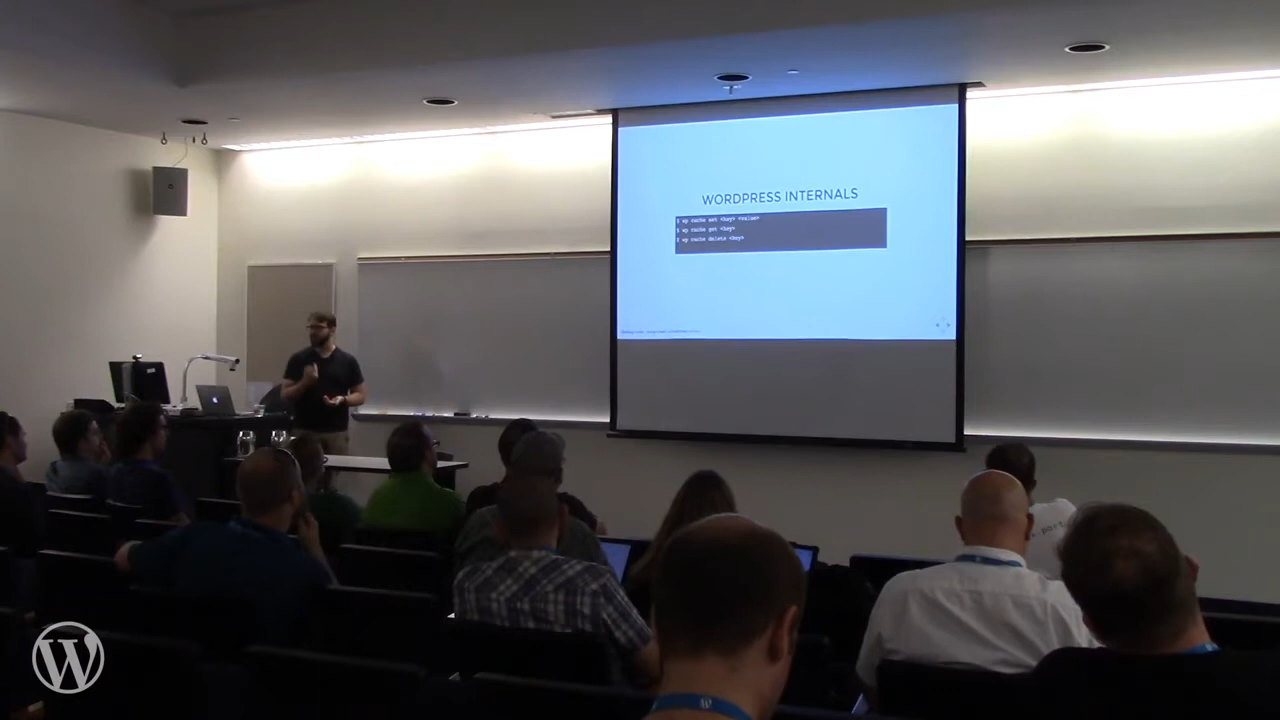 WORDPRESS INTERNALS
$ wp cache set <key> <value>
$ wp cache get <key>
$ wp cache delete <key>